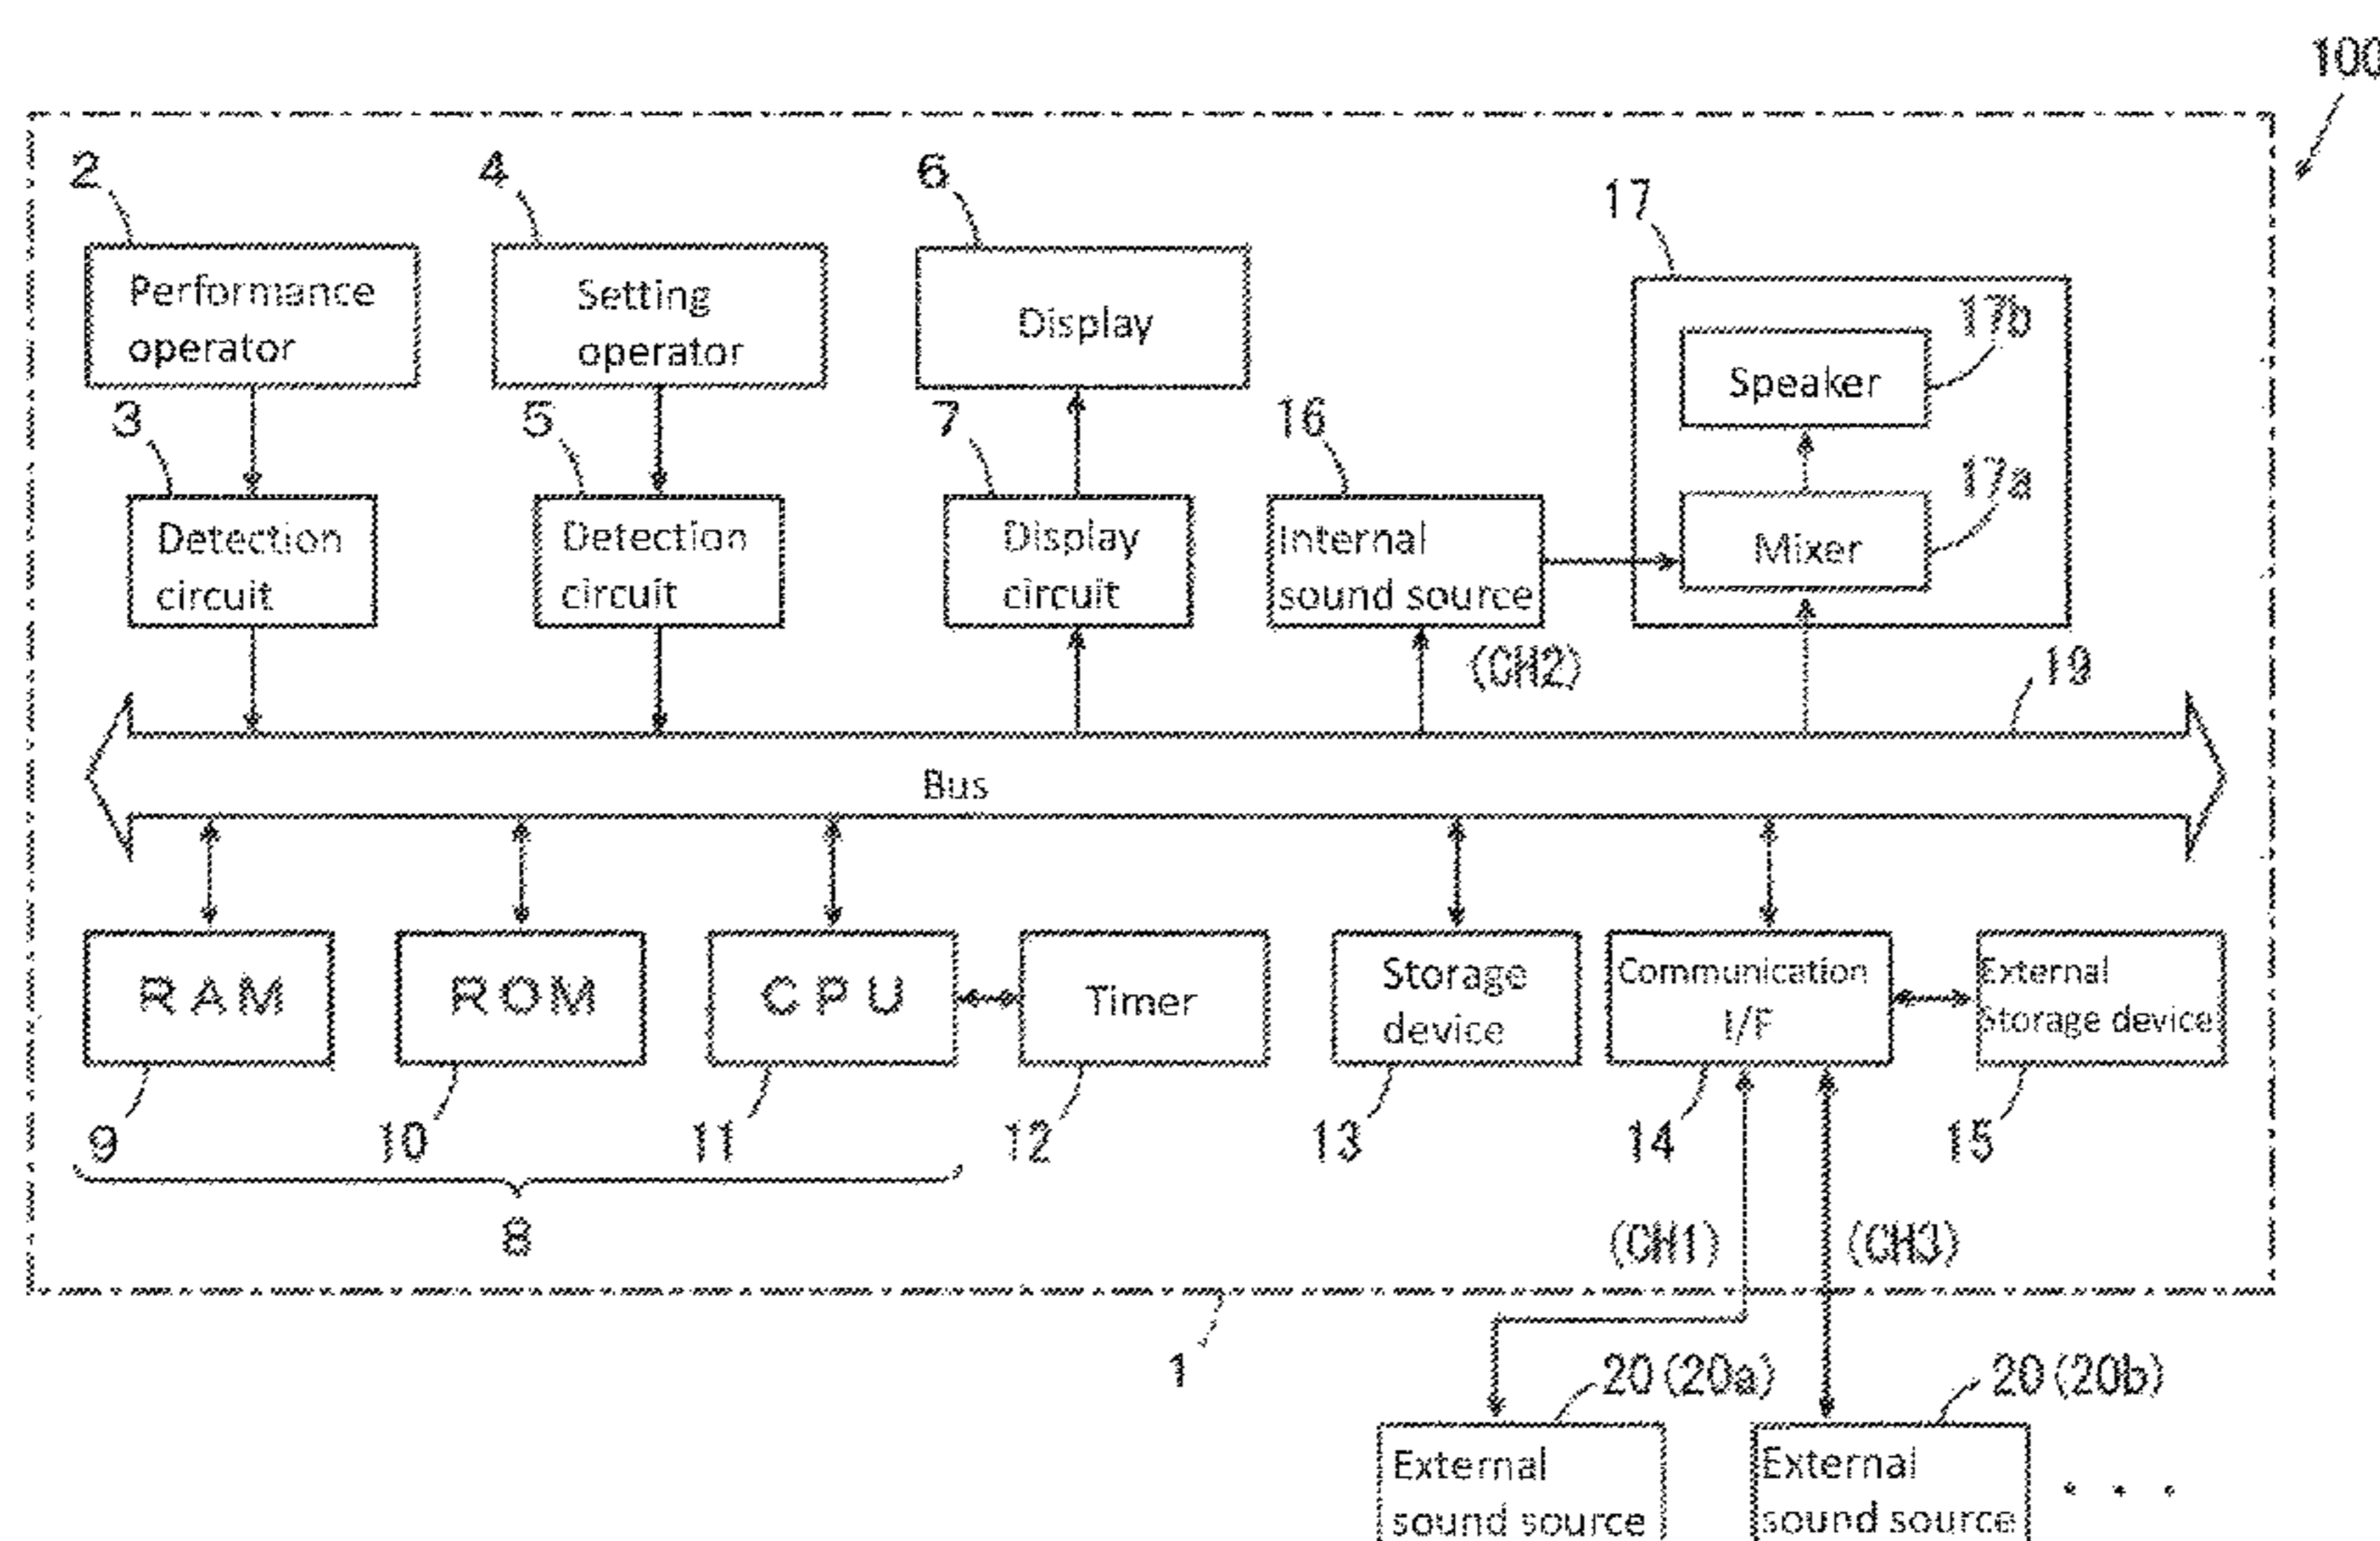 100
2
4
6
17
Performance
operator
Setting
operator
Display
17b
Speaker
3
5
7
16
17a
Detection
circuit
Detection
circuit
Display
circuit
Internal
sound source
Mixer
(CH2)
19
Bus
RAM
ROM
CPU
Timer
Storage
device
Communication
I/F
External
Storage device
9
10
11
12
13
14
15
8
(CH1)
(CH3)
1
20(20a)
20(20b)
External
sound source
External
sound source
. . .